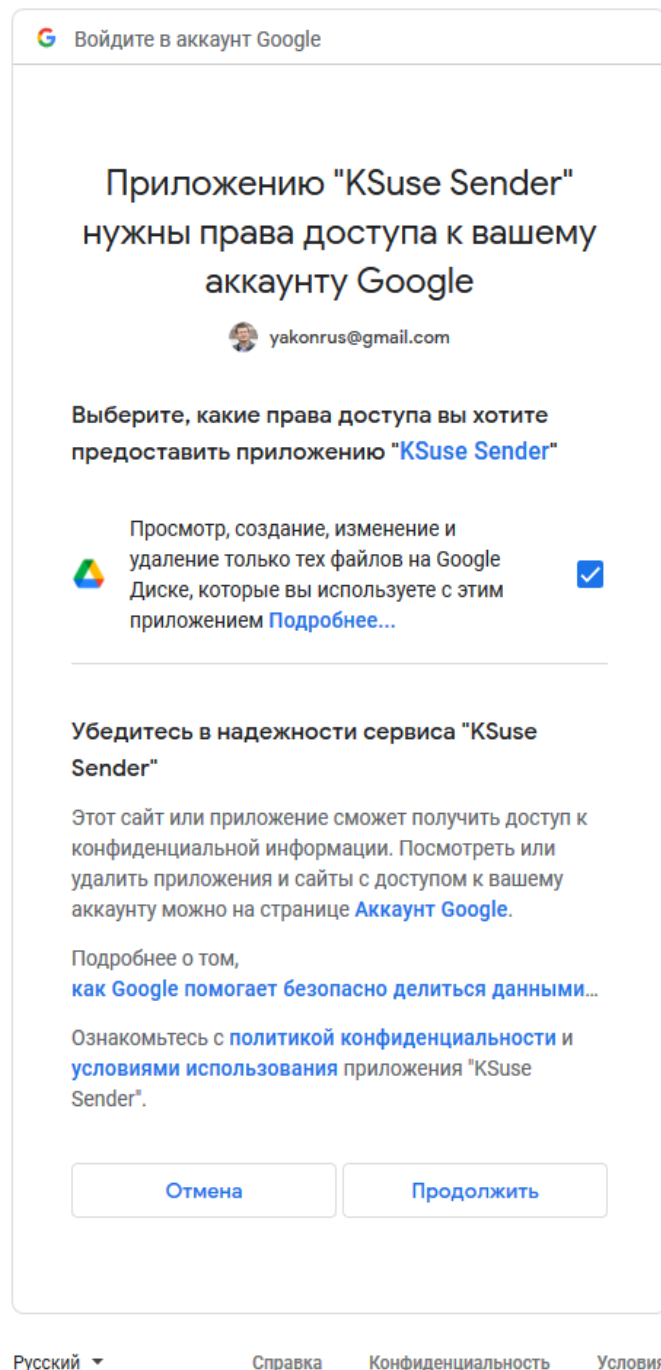 Войдите в аккаунт Google
Приложению "KSuse Sender"
нужны права доступа к вашему
аккаунту Google
yakonrus@gmail.com
Выберите, какие права доступа вы хотите
предоставить приложению "KSuse Sender"
Просмотр, создание, изменение и
удаление только тех файлов на Google
Диске, которые вы используете с этим
приложением Подробнее...
Убедитесь в надежности сервиса "KSuse
Sender"
Этот сайт или приложение сможет получить доступ к
конфиденциальной информации. Посмотреть или
удалить приложения и сайты с доступом к вашему
аккаунту можно на странице Аккаунт Google.
Подробнее о том,
как Google помогает безопасно делиться данными…
Ознакомьтесь с политикой конфиденциальности и
условиями использования приложения "KSuse
Sender".
Отмена Продолжить
Русский Справка Конфиденциальность Условия